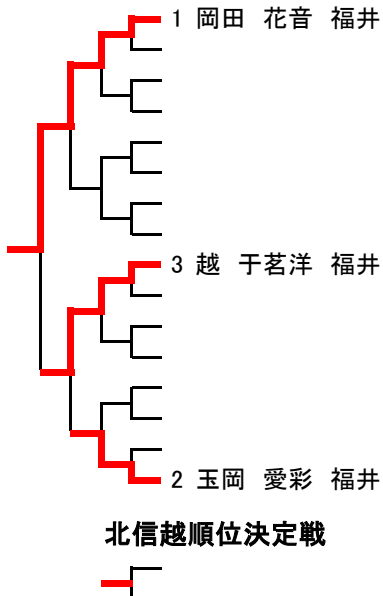 1 岡田 花音 福井
3 越 于茗洋 福井
2 玉岡 愛彩 福井
北信越順位決定戦